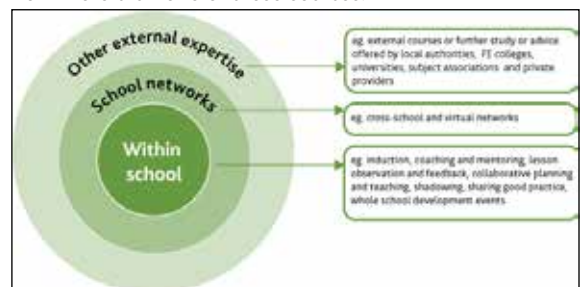 Other external expertise
School networks
Within
school
eg. external courses or further study or advice
offered by local authorities, FE colleges,
universities, subject associations and private
providers
eg. cross-school and virtual networks
eg. induction, coaching and mentoring, lesson
observation and feedback, collaborative planning
and teaching, shadowing, sharing good practice,
whole school development events